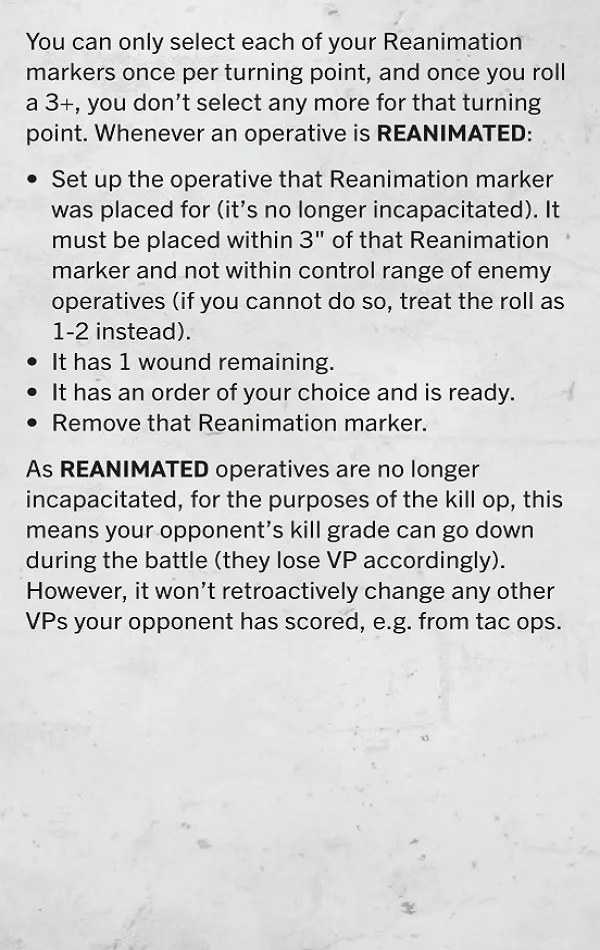 You can only select each of your Reanimation
markers once per turning point, and once you roll
a 3+, you don’t select any more for that turning
point. Whenever an operative is REANIMATED:
• Set up the operative that Reanimation marker
was placed for (it’s no longer incapacitated). It
must be placed within 3" of that Reanimation
marker and not within control range of enemy
operatives (if you cannot do so, treat the roll as
1-2 instead).
• It has 1 wound remaining.
• It has an order of your choice and is ready.
• Remove that Reanimation marker.
As REANIMATED operatives are no longer
incapacitated, for the purposes of the kill op, this
means your opponent’s kill grade can go down
during the battle (they lose VP accordingly).
However, it won’t retroactively change any other
VPs your opponent has scored, e.g. from tac ops.